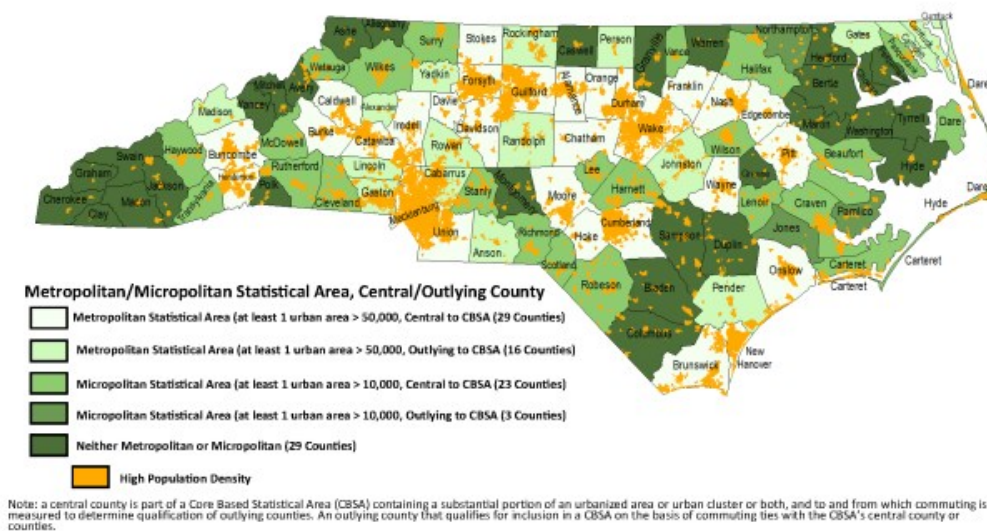 Currituck
Ashe
Alleghany
Surry
Stokes
Rockingham
Caswell
Person
Granville
Vance
Warren
Northampton
Gates
Hertford
Halifax
Bertie
Watauga
Wilkes
Yadkin
Forsyth
Guilford
Alamance
Orange
Durham
Franklin
Nash
Edgecombe
Martin
Washington
Tyrrell
Dare
Dare
Mitchell
Avery
Yancey
Madison
Caldwell
Alexander
Iredell
Davie
Davidson
Randolph
Chatham
Wake
Wilson
Pitt
Beaufort
Hyde
Burke
Catawba
Rowan
Johnston
Swain
Haywood
Buncombe
McDowell
Rutherford
Lincoln
Cabarrus
Lee
Harnett
Wayne
Lenoir
Craven
Pamlico
Hyde
Dare
Graham
Jackson
Henderson
Polk
Cleveland
Gaston
Stanly
Montgomery
Moore
Cherokee
Macon
Clay
Transylvania
Mecklenburg
Union
Anson
Richmond
Hoke
Cumberland
Sampson
Duplin
Jones
Carteret
Carteret
Carteret
Scotland
Robeson
Bladen
Pender
Onslow
Columbus
Brunswick
New
Hanover
Metropolitan/Micropolitan Statistical Area, Central/Outlying County
Metropolitan Statistical Area (at least 1 urban area > 50,000, Central to CBSA (29 Counties)
Metropolitan Statistical Area (at least 1 urban area > 50,000, Outlying to CBSA (16 Counties)
Micropolitan Statistical Area (at least 1 urban area > 10,000, Central to CBSA (23 Counties)
Micropolitan Statistical Area (at least 1 urban area > 10,000, Outlying to CBSA (3 Counties)
Neither Metropolitan or Micropolitan (29 Counties)
High Population Density
Note: a central county is part of a Core Based Statistical Area (CBSA) containing a substantial portion of an urbanized area or urban cluster or both, and to and from which commuting is
measured to determine qualification of outlying counties. An outlying county that qualifies for inclusion in a CBSA on the basis of commuting ties with the CBSA's central county or
counties.